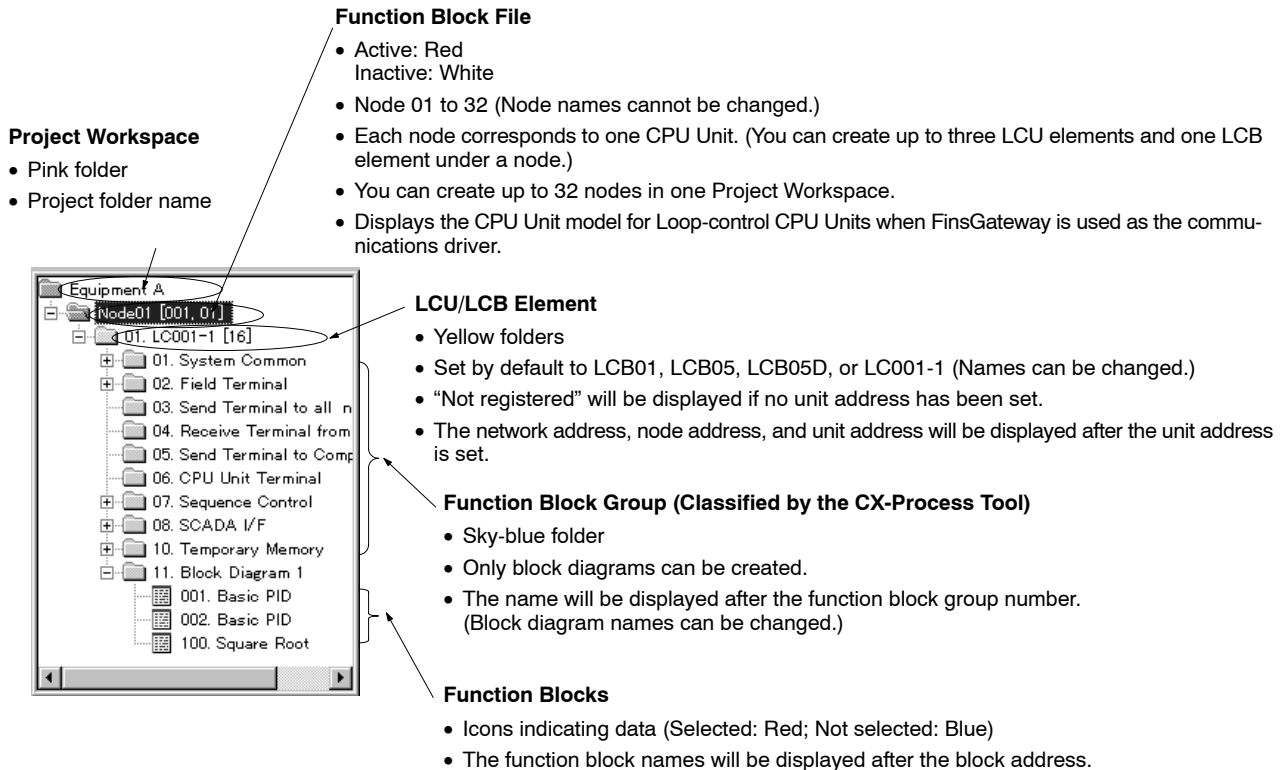 Function Block File
• Active: Red
Inactive: White
• Node 01 to 32 (Node names cannot be changed.)
• Each node corresponds to one CPU Unit. (You can create up to three LCU elements and one LCB
element under a node.)
• You can create up to 32 nodes in one Project Workspace.
• Displays the CPU Unit model for Loop-control CPU Units when FinsGateway is used as the commu-
nications driver.
Project Workspace
• Pink folder
• Project folder name
Equipment A
Node01 [001, 01]
01. LC001-1 [16]
01. System Common
02. Field Terminal
03. Send Terminal to all n
04. Receive Terminal from
05. Send Terminal to Comp
06. CPU Unit Terminal
07. Sequence Control
08. SCADA I/F
10. Temporary Memory
11. Block Diagram 1
001. Basic PID
002. Basic PID
100. Square Root
LCU/LCB Element
• Yellow folders
• Set by default to LCB01, LCB05, LCB05D, or LC001-1 (Names can be changed.)
• “Not registered” will be displayed if no unit address has been set.
• The network address, node address, and unit address will be displayed after the unit address
is set.
Function Block Group (Classified by the CX-Process Tool)
• Sky-blue folder
• Only block diagrams can be created.
• The name will be displayed after the function block group number.
(Block diagram names can be changed.)
Function Blocks
• Icons indicating data (Selected: Red; Not selected: Blue)
• The function block names will be displayed after the block address.